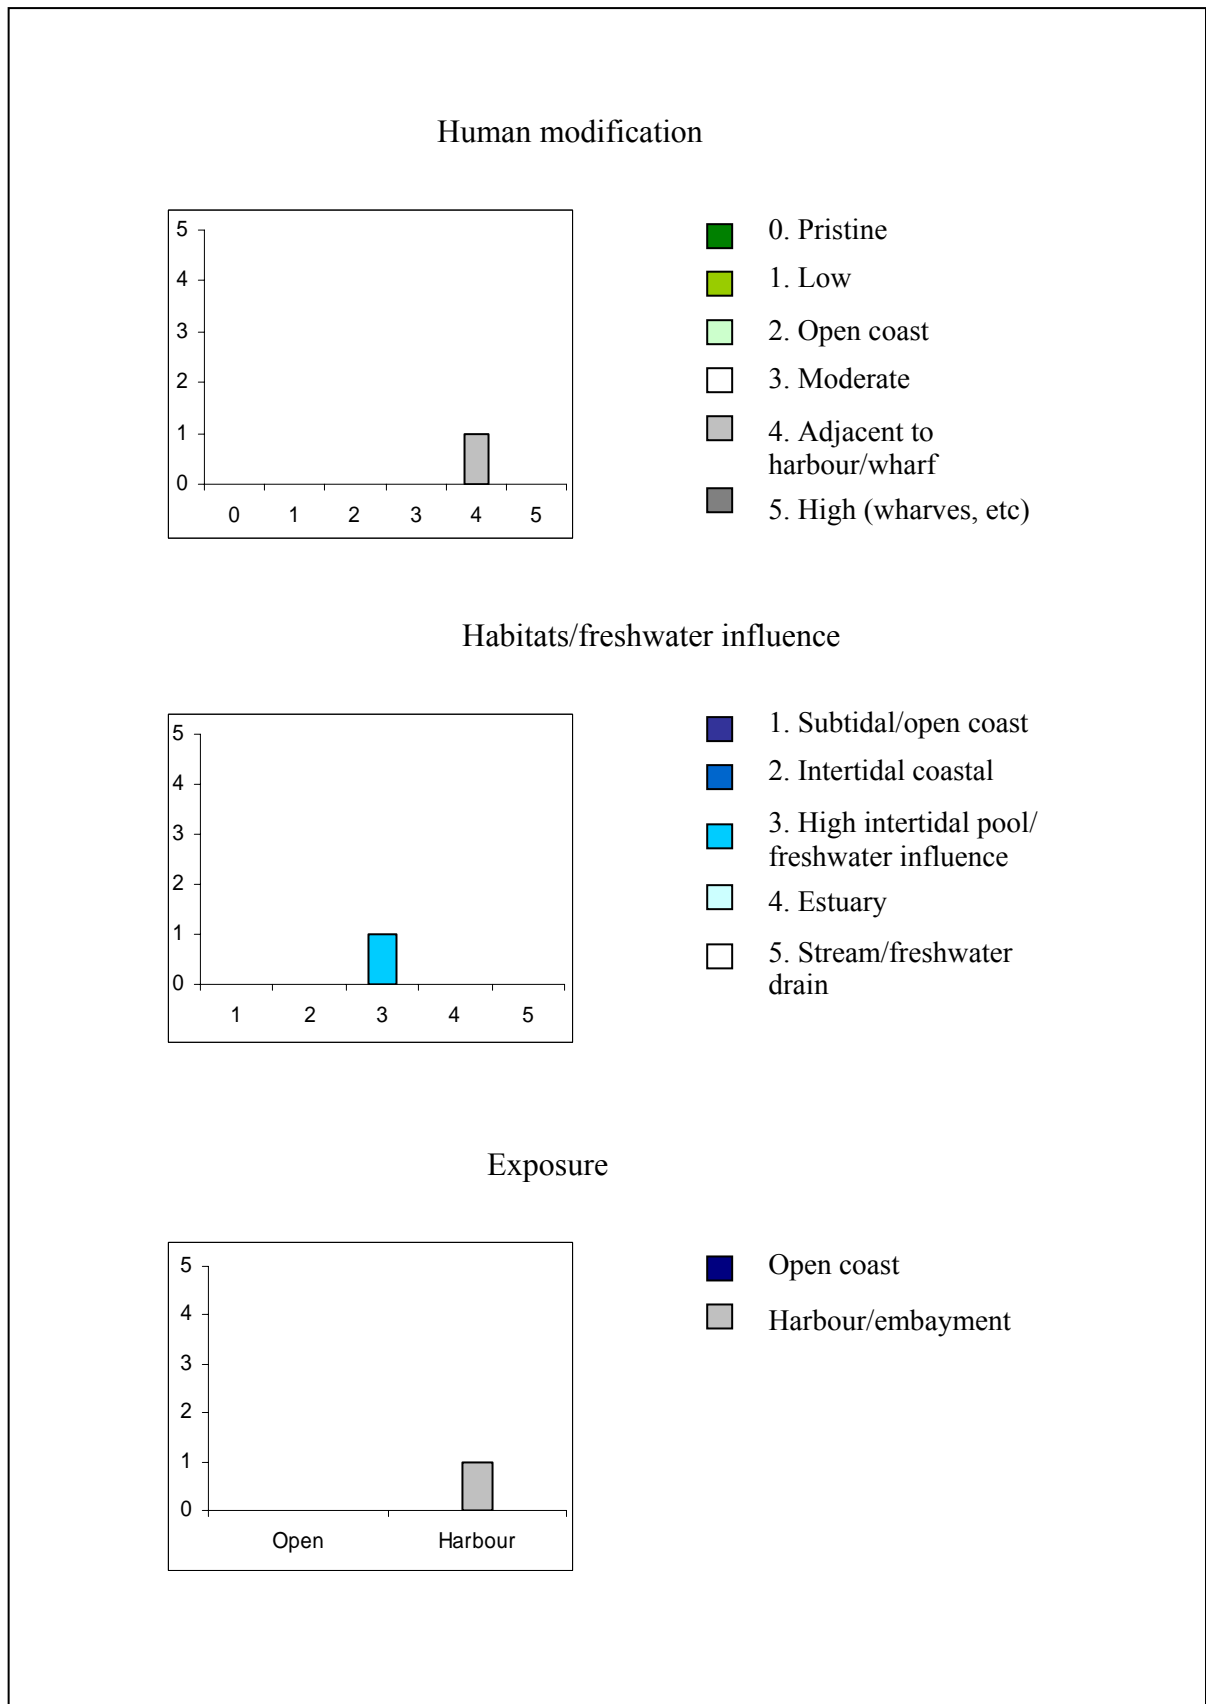 Human modification
5
4
3
2
1
0
0 1 2 3 4 5
0. Pristine
1. Low
2. Open coast
3. Moderate
4. Adjacent to
harbour/wharf
5. High (wharves, etc)
Habitats/freshwater influence
5
4
3
2
1
0
1 2 3 4 5
1. Subtidal/open coast
2. Intertidal coastal
3. High intertidal pool/
freshwater influence
4. Estuary
5. Stream/freshwater
drain
Exposure
5
4
3
2
1
0
Open Harbour
Open coast
Harbour/embayment